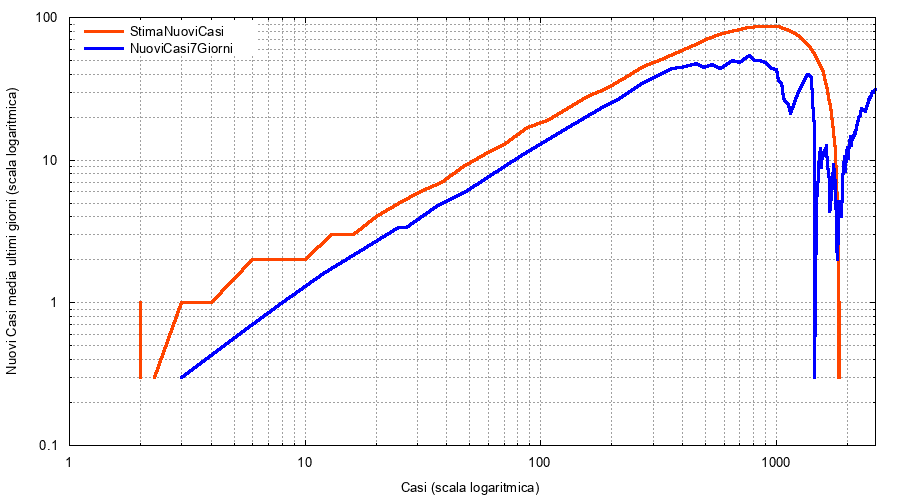 StimaNuoviCasi
NuoviCasi7Giorni
Nuovi Casi media ultimi giorni (scala logaritmica)
100
10
1
0.1
1 10 100 1000
Casi (scala logaritmica)